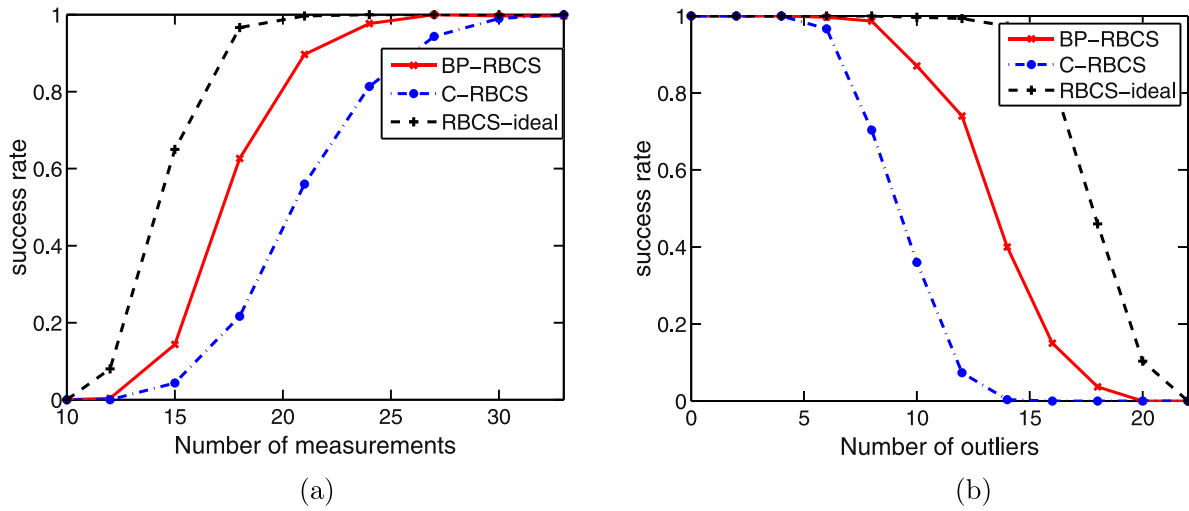 1
0.8
0.6
0.4
0.2
0
success rate
10 15 20 25 30
Number of measurements
BP-RBCS
C-RBCS
RBCS-ideal
(a)
1
0.8
0.6
0.4
0.2
0
success rate
0 5 10 15 20
Number of outliers
BP-RBCS
C-RBCS
RBCS-ideal
(b)